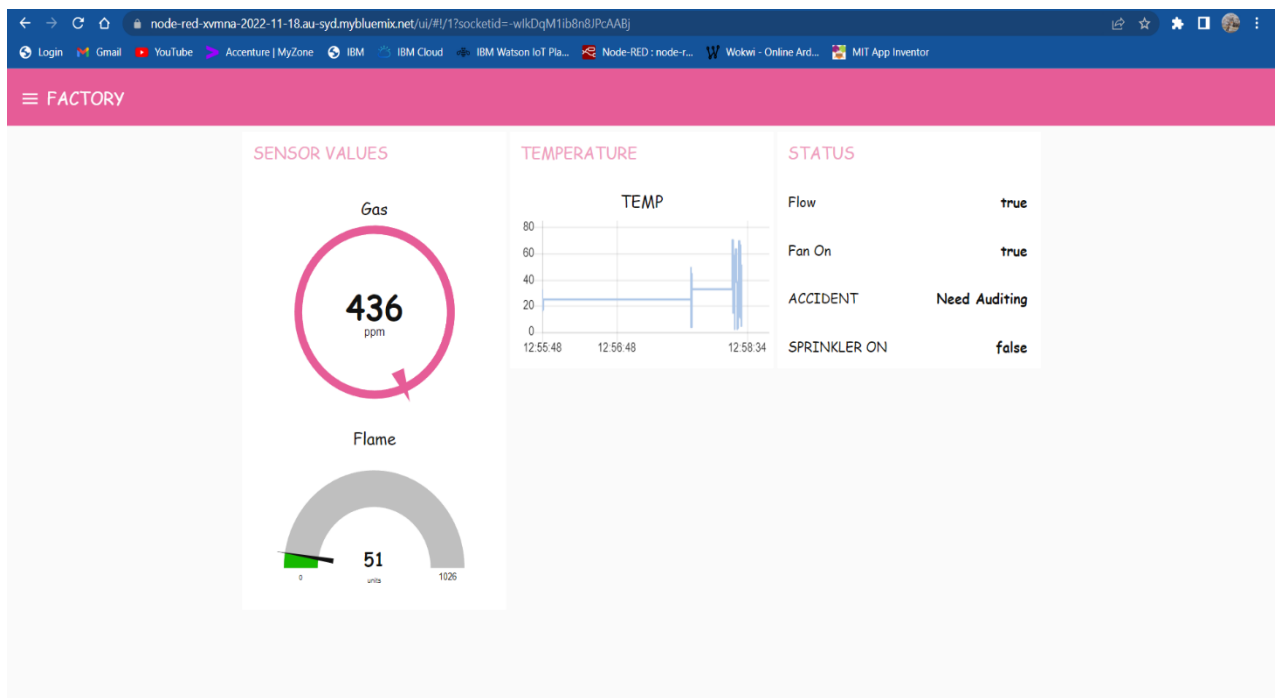 node-red-xvmna-2022-11-18.au-syd.mybluemix.net/ui/#!/1?socketid=-wlkDqM1ib8n8JPcAABj
Login Gmail YouTube Accenture | MyZone IBM IBM Cloud IBM Watson IoT Pla... Node-RED : node-r... Wokwi - Online Ard... MIT App Inventor
FACTORY
SENSOR VALUES
Gas
436
ppm
Flame
51
units
0
1026
TEMPERATURE
TEMP
80
60
40
20
0
12:55:48 12:56:48 12:58:34
STATUS
Flow true
Fan On true
ACCIDENT Need Auditing
SPRINKLER ON false